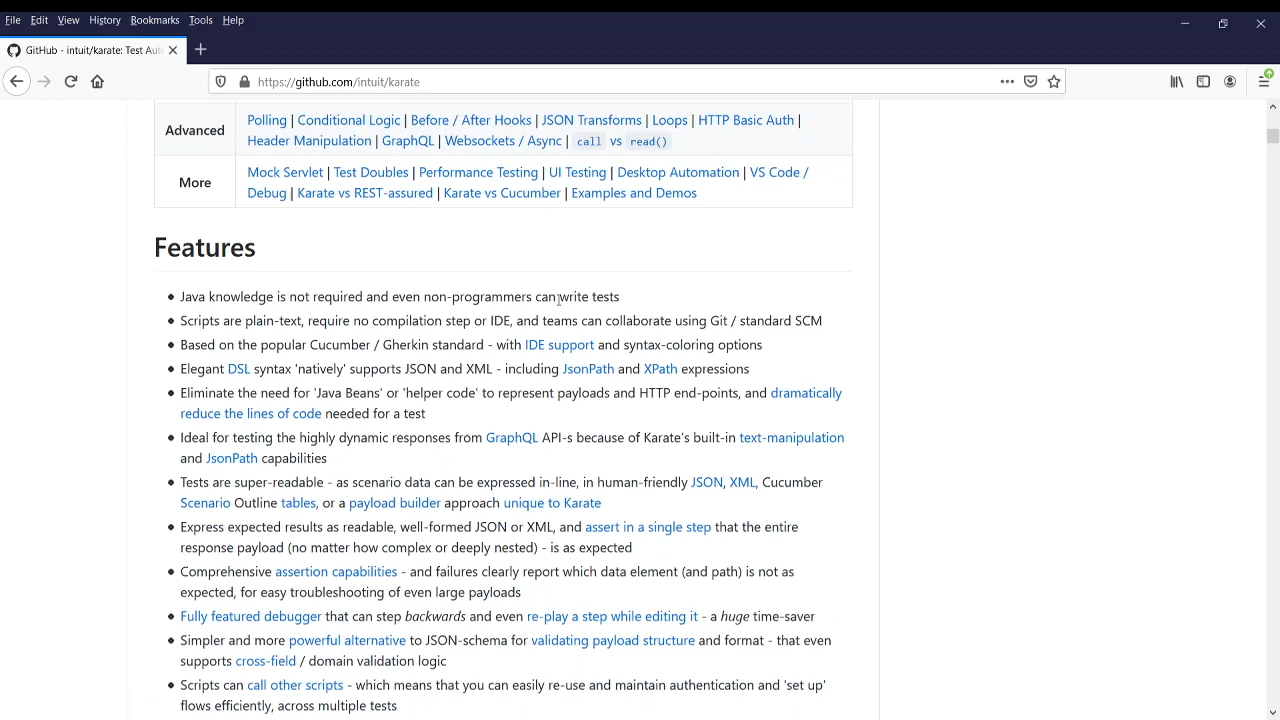 File Edit View History Bookmarks Tools Help
GitHub - intuit/karate: Test Auto
https://github.com/intuit/karate
Advanced
Polling | Conditional Logic | Before / After Hooks | JSON Transforms | Loops | HTTP Basic Auth |
Header Manipulation | GraphQL | Websockets / Async | call vs read()
More
Mock Servlet | Test Doubles | Performance Testing | UI Testing | Desktop Automation | VS Code /
Debug | Karate vs REST-assured | Karate vs Cucumber | Examples and Demos
Features
• Java knowledge is not required and even non-programmers can write tests
• Scripts are plain-text, require no compilation step or IDE, and teams can collaborate using Git / standard SCM
• Based on the popular Cucumber / Gherkin standard - with IDE support and syntax-coloring options
• Elegant DSL syntax 'natively' supports JSON and XML - including JsonPath and XPath expressions
• Eliminate the need for 'Java Beans' or 'helper code' to represent payloads and HTTP end-points, and dramatically
reduce the lines of code needed for a test
• Ideal for testing the highly dynamic responses from GraphQL API-s because of Karate's built-in text-manipulation
and JsonPath capabilities
• Tests are super-readable - as scenario data can be expressed in-line, in human-friendly JSON, XML, Cucumber
Scenario Outline tables, or a payload builder approach unique to Karate
• Express expected results as readable, well-formed JSON or XML, and assert in a single step that the entire
response payload (no matter how complex or deeply nested) - is as expected
• Comprehensive assertion capabilities - and failures clearly report which data element (and path) is not as
expected, for easy troubleshooting of even large payloads
• Fully featured debugger that can step backwards and even re-play a step while editing it - a huge time-saver
• Simpler and more powerful alternative to JSON-schema for validating payload structure and format - that even
supports cross-field / domain validation logic
• Scripts can call other scripts - which means that you can easily re-use and maintain authentication and 'set up'
flows efficiently, across multiple tests